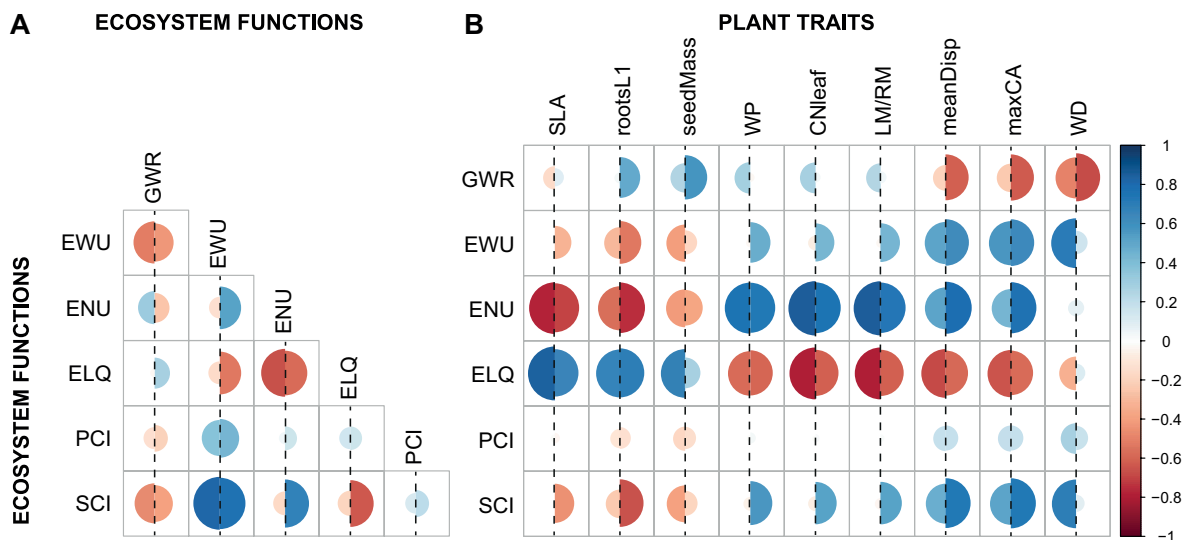 A ECOSYSTEM FUNCTIONS
ECOSYSTEM FUNCTIONS
GWR
EWU
ENU
ELQ
PCI
EWU
ENU
ELQ
PCI
SCI
B PLANT TRAITS
SLA
rootsL1
seedMass
WP
CNleaf
LM/RM
meanDisp
maxCA
WD
GWR
EWU
ENU
ELQ
PCI
SCI
1
0.8
0.6
0.4
0.2
0
−0.2
−0.4
−0.6
−0.8
−1